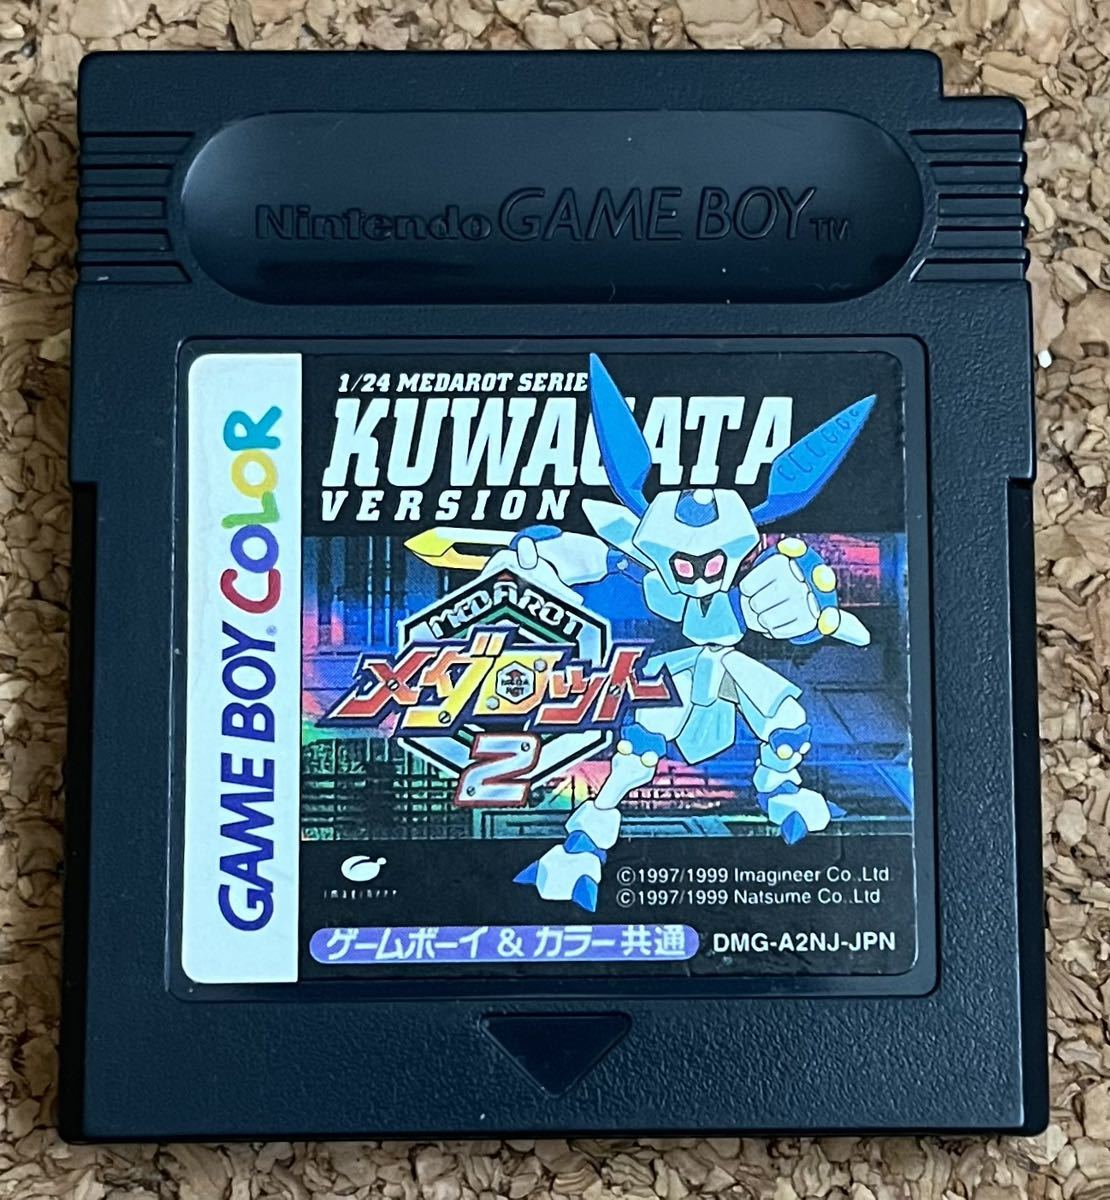 Nintendo GAME BOY TM
GAME BOY COLOR
1/24 MEDAROT SERIE
KUWAGATA
VERSION
MEDAROT
メダロット
2
imagineer
©1997/1999 Imagineer Co.,Ltd.
©1997/1999 Natsume Co.,Ltd
ゲームボーイ & カラー共通
DMG-A2NJ-JPN